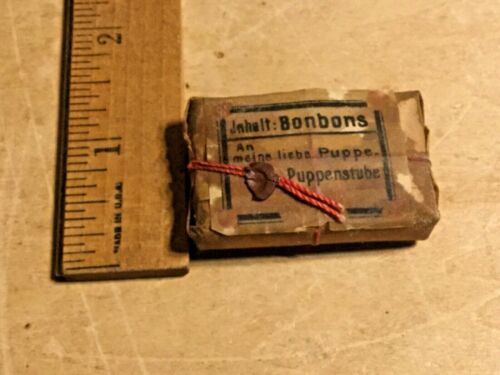 2
1
MADE IN U.S.A.
Inhalt: Bonbons
An
meine liebe Puppe.
Puppenstube